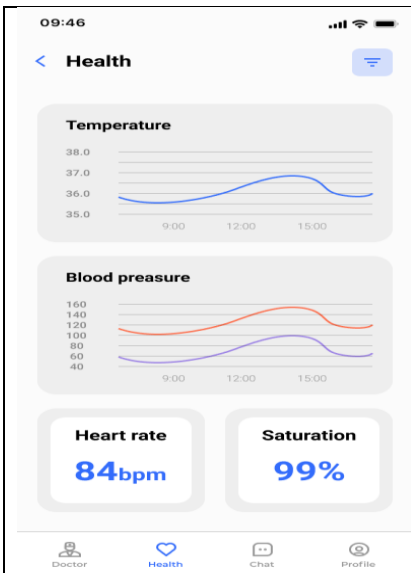 09:46
Health
Temperature
38.0
37.0
36.0
35.0
9:00 12:00 15:00
Blood preasure
160
140
120
100
80
60
40
9:00 12:00 15:00
Heart rate Saturation
84bpm 99%
Doctor Health Chat Profile